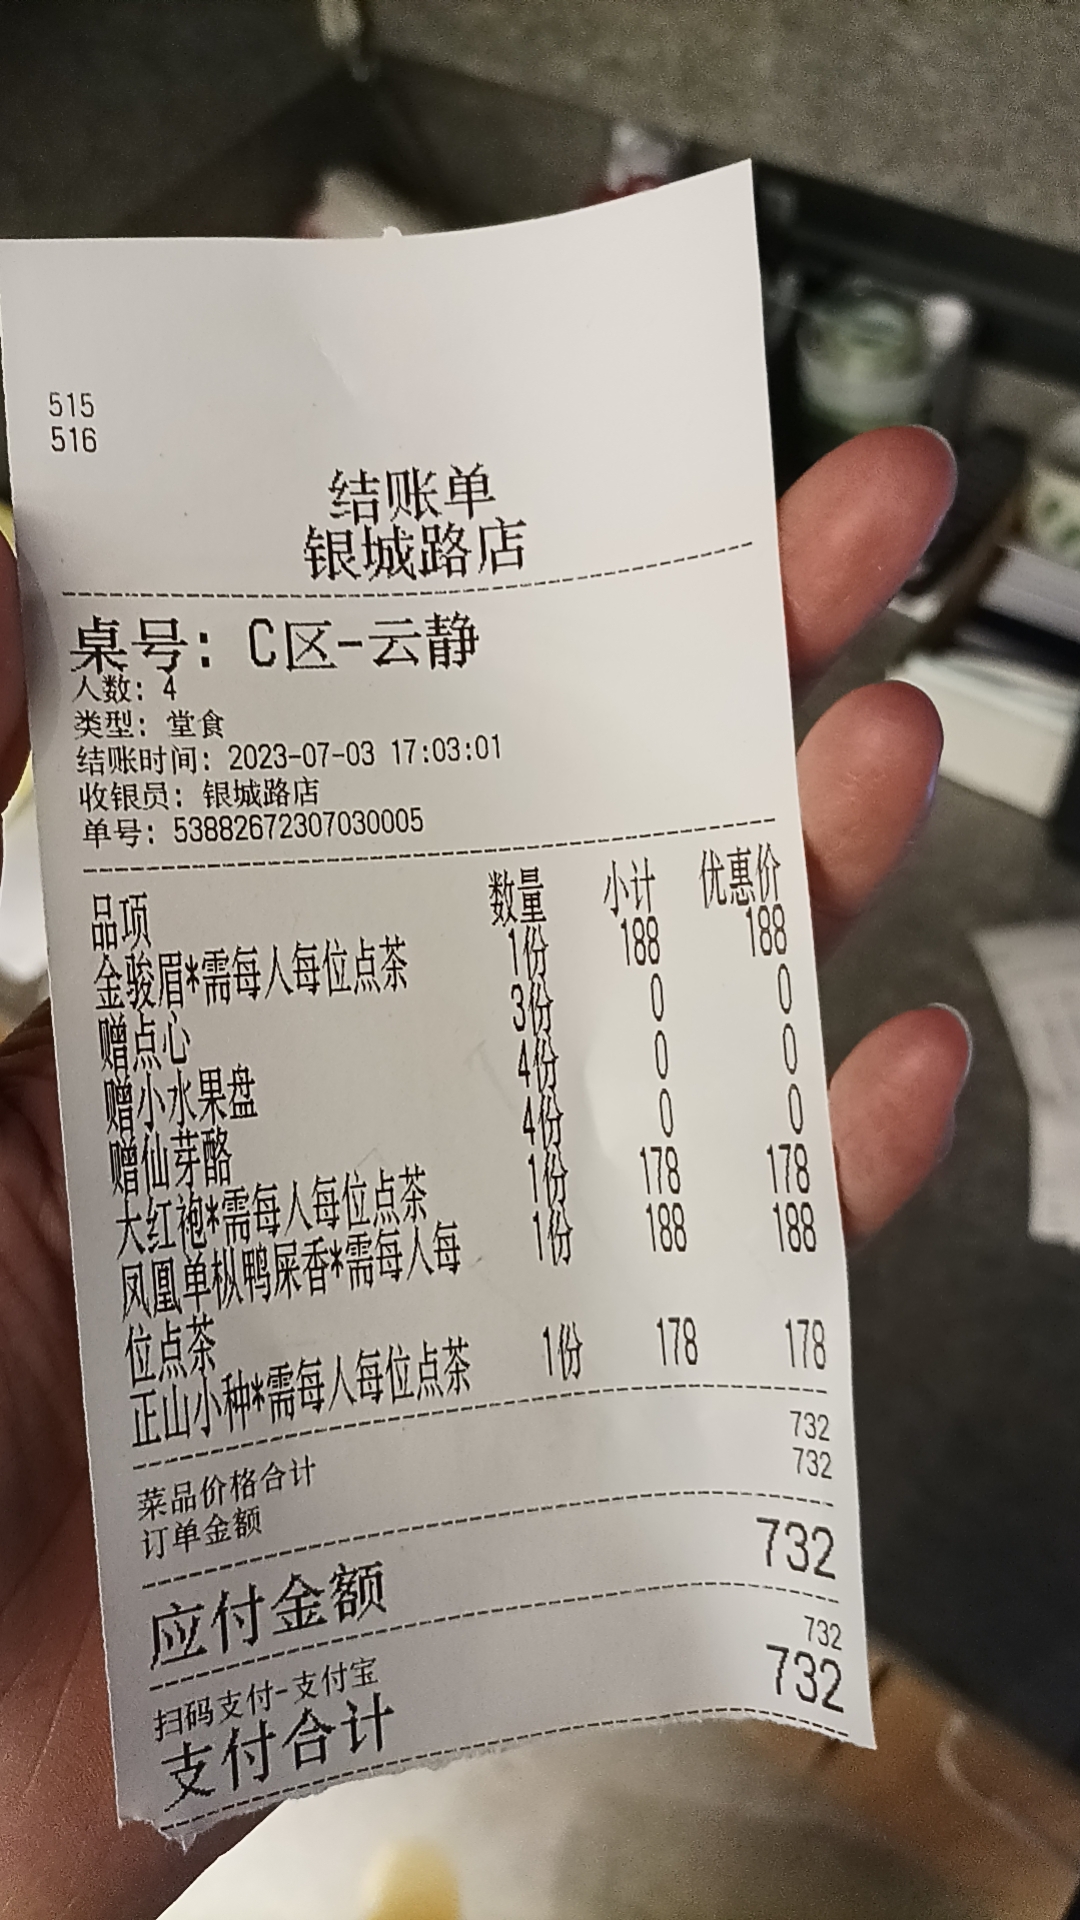 515
516
结账单
银城路店
桌号: C区-云静
人数: 4
类型: 堂食
结账时间: 2023-07-03 17:03:01
收银员: 银城路店
单号: 53882672307030005
品项 数量 小计 优惠价
金骏眉*需每人每位点茶 1份 188 188
赠点心 3份 0 0
赠小水果盘 4份 0 0
赠仙芽酪 4份 0 0
大红袍*需每人每位点茶 1份 178 178
凤凰单枞鸭屎香*需每人每 1份 188 188
位点茶
正山小种*需每人每位点茶 1份 178 178
菜品价格合计 732
订单金额 732
应付金额 732
扫码支付-支付宝 732
支付合计 732